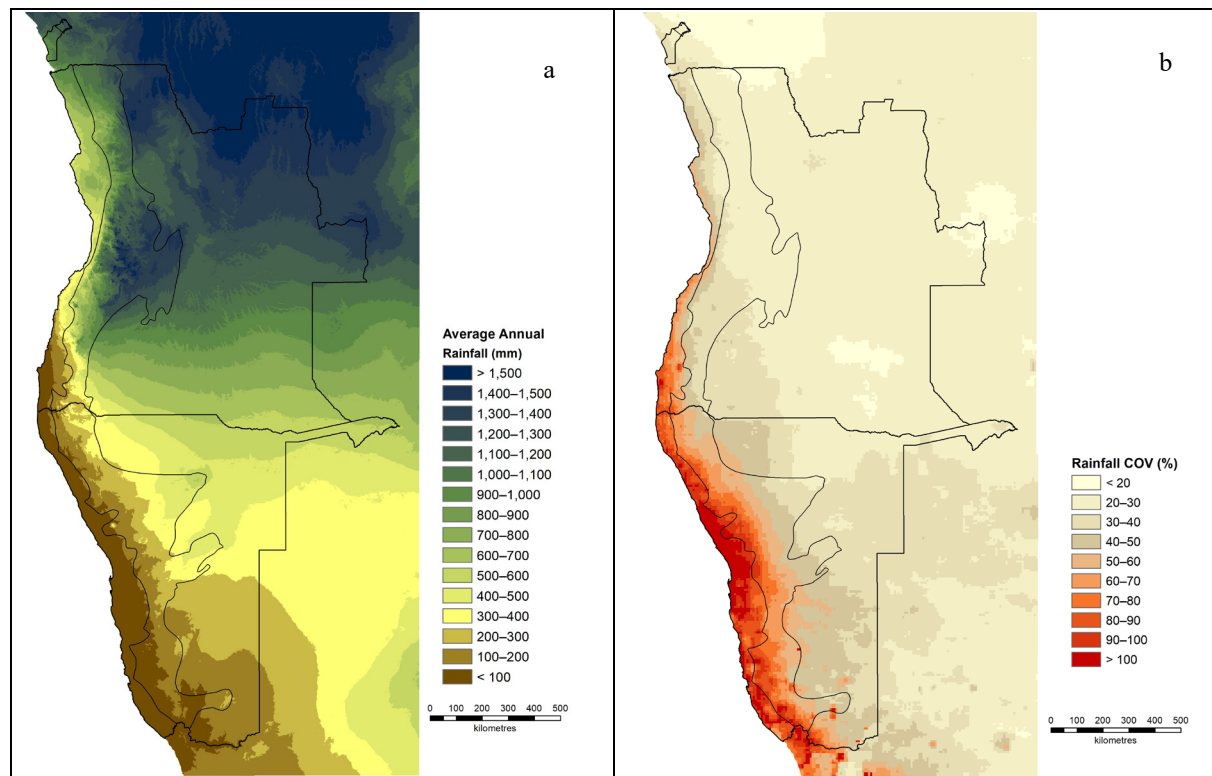 a
Average Annual
Rainfall (mm)
> 1,500
1,400–1,500
1,300–1,400
1,200–1,300
1,100–1,200
1,000–1,100
900–1,000
800–900
700–800
600–700
500–600
400–500
300–400
200–300
100–200
< 100
0 100 200 300 400 500
kilometres
b
Rainfall COV (%)
< 20
20–30
30–40
40–50
50–60
60–70
70–80
80–90
90–100
> 100
0 100 200 300 400 500
kilometres